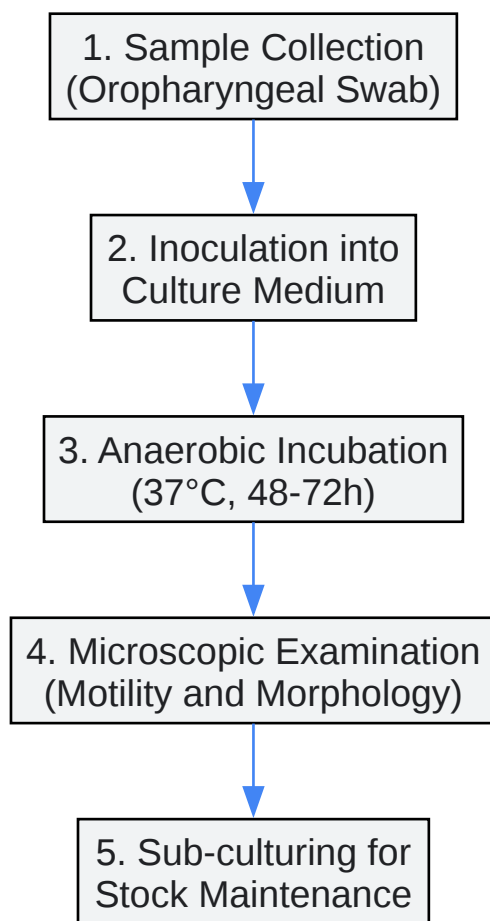 1. Sample Collection
(Oropharyngeal Swab)
2. Inoculation into
Culture Medium
3. Anaerobic Incubation
(37°C, 48-72h)
4. Microscopic Examination
(Motility and Morphology)
5. Sub-culturing for
Stock Maintenance